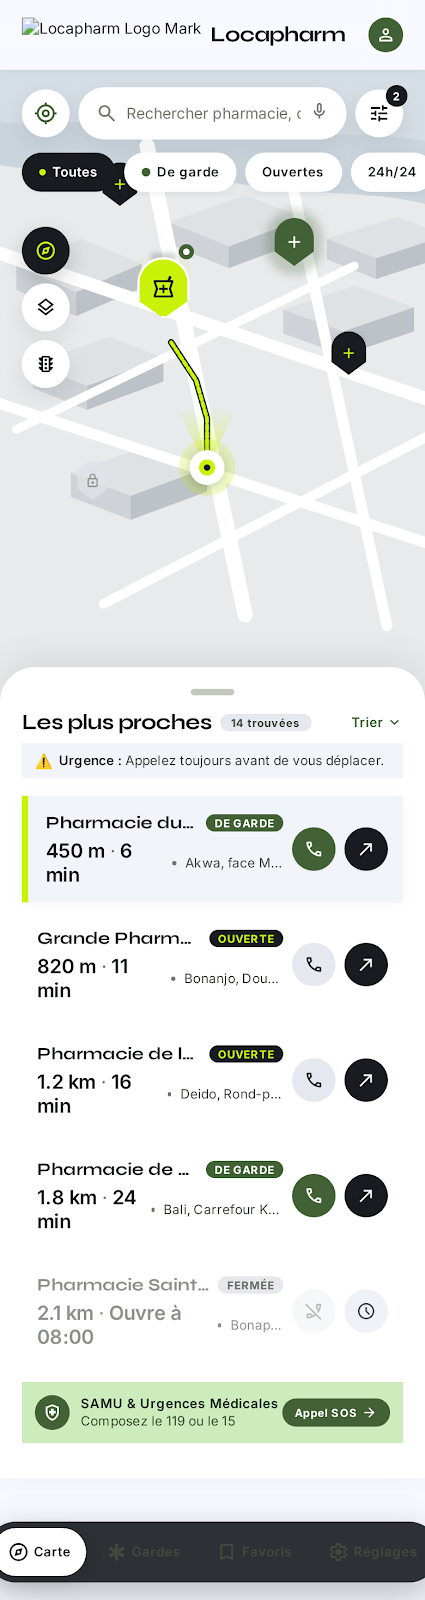 Locapharm Logo Mark
Locapharm
Rechercher pharmacie, c
2
Toutes
De garde
Ouvertes
24h/24
Les plus proches
14 trouvées
Trier
⚠️ Urgence : Appelez toujours avant de vous déplacer.
Pharmacie du...
DE GARDE
450 m · 6 min
• Akwa, face M...
Grande Pharm...
OUVERTE
820 m · 11 min
• Bonanjo, Dou...
Pharmacie de l...
OUVERTE
1.2 km · 16 min
• Deido, Rond-p...
Pharmacie de ...
DE GARDE
1.8 km · 24 min
• Bali, Carrefour K...
Pharmacie Saint...
FERMÉE
2.1 km · Ouvre à 08:00
• Bonap...
SAMU & Urgences Médicales
Composez le 119 ou le 15
Appel SOS →
Carte
Gardes
Favoris
Réglages